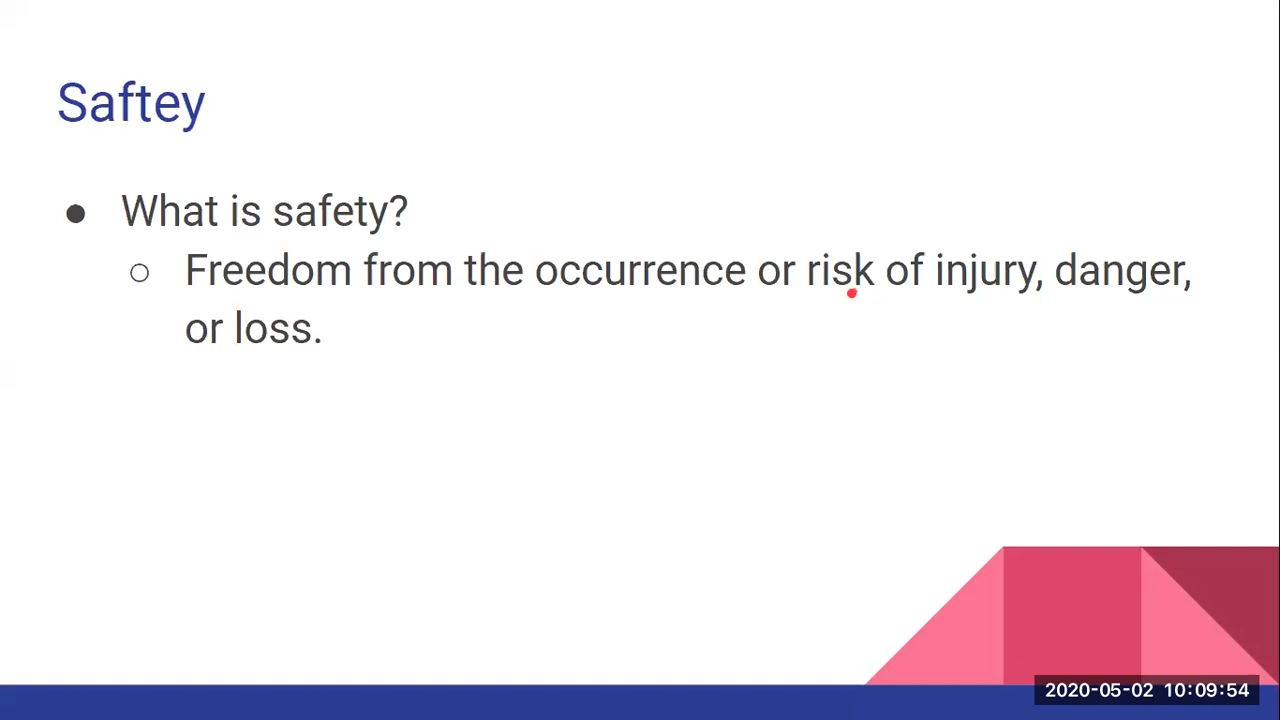 Saftey
● What is safety?
○ Freedom from the occurrence or risk of injury, danger,
or loss.
2020-05-02 10:09:54